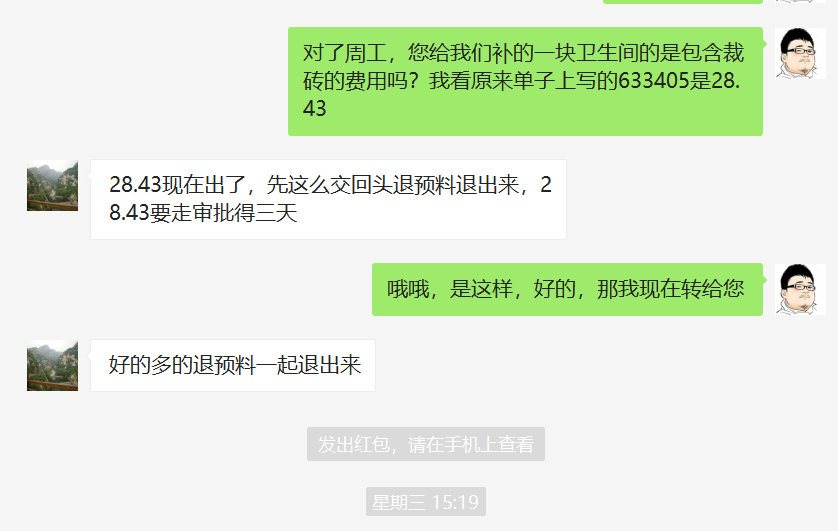 对了周工，您给我们补的一块卫生间的是包含裁
砖的费用吗？我看原来单子上写的633405是28.
43
28.43现在出了，先这么交回头退预料退出来，2
8.43要走审批得三天
哦哦，是这样，好的，那我现在转给您
好的多的退预料一起退出来
发出红包，请在手机上查看
星期三 15:19